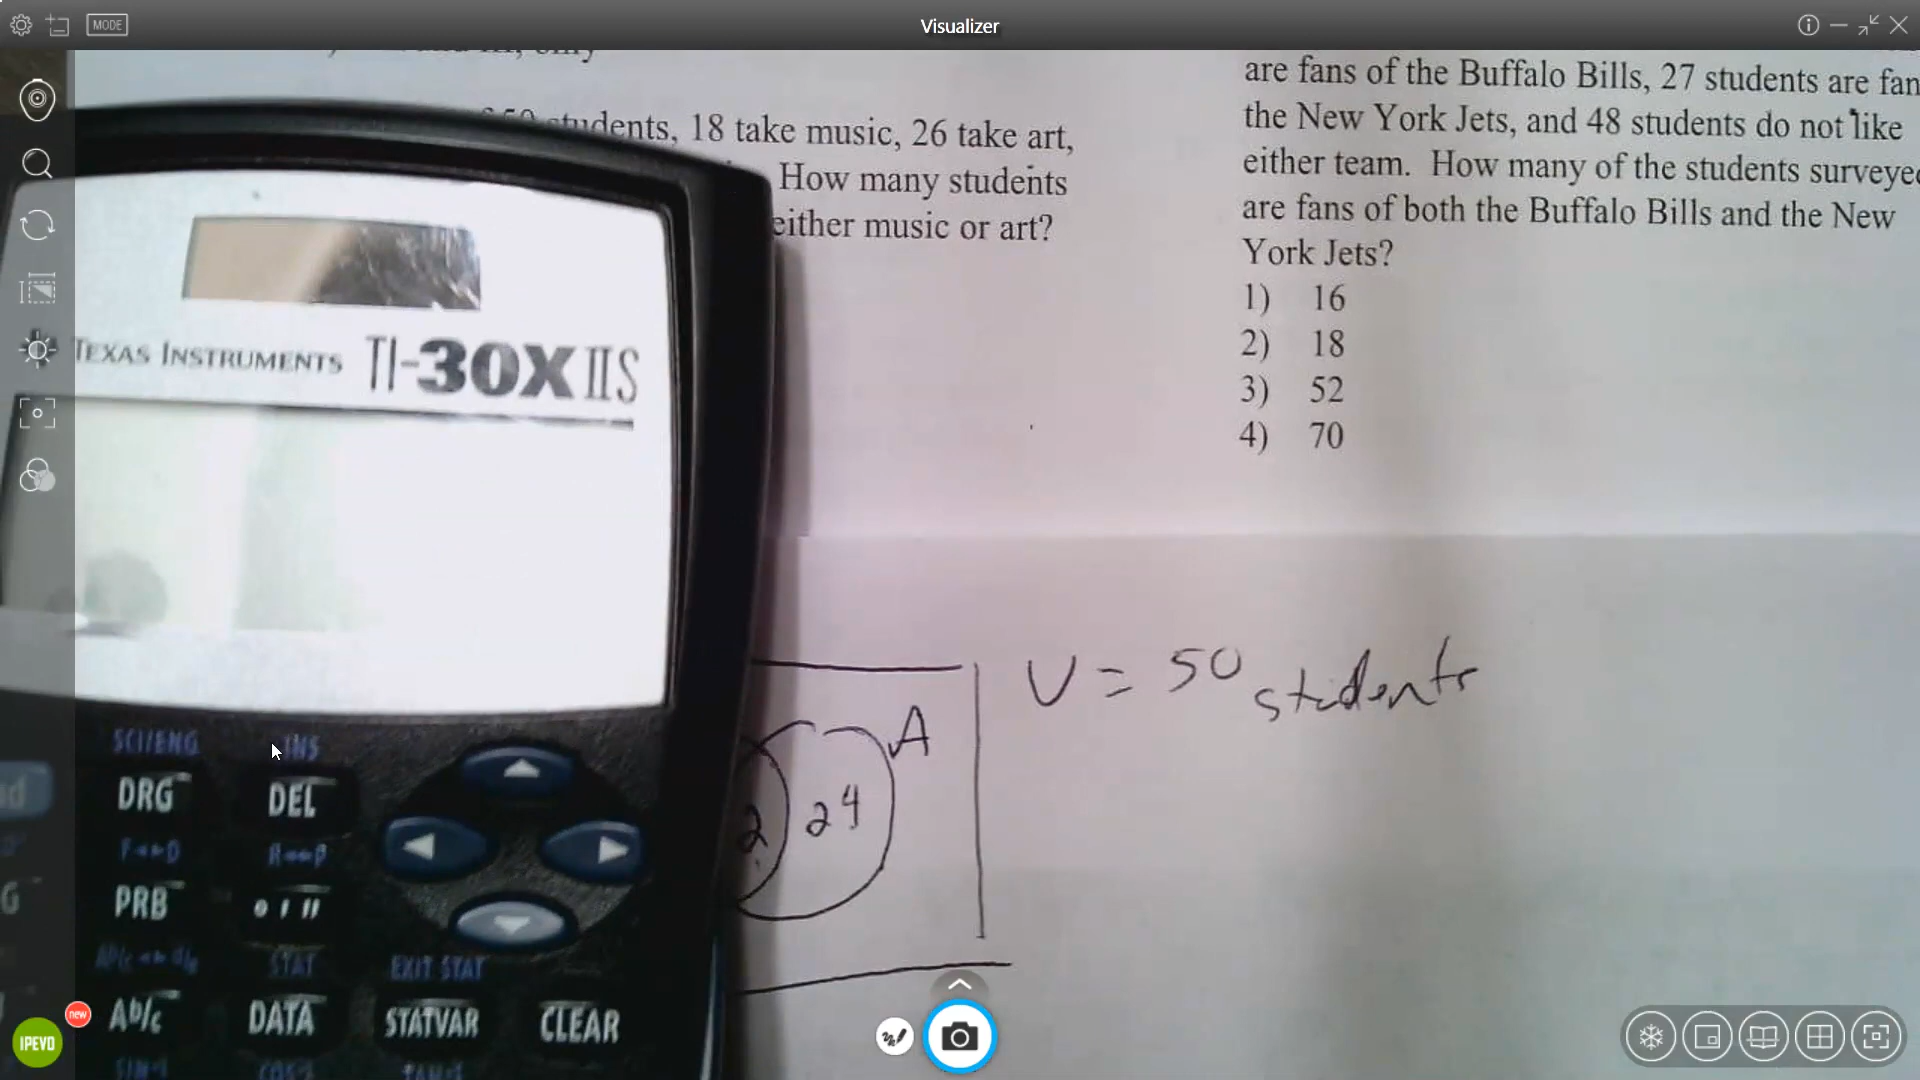 MODE
Visualizer
only
students, 18 take music, 26 take art,
How many students
either music or art?
are fans of the Buffalo Bills, 27 students are fan
the New York Jets, and 48 students do not like
either team. How many of the students surveyed
are fans of both the Buffalo Bills and the New
York Jets?
1) 16
2) 18
3) 52
4) 70
TEXAS INSTRUMENTS TI-30X IIS
U = 50 students
A
2 24
SCI/ENG INS
DRG DEL
PRB
STAT EXIT STAT
Ab/c DATA STATVAR CLEAR
new
IPEVO